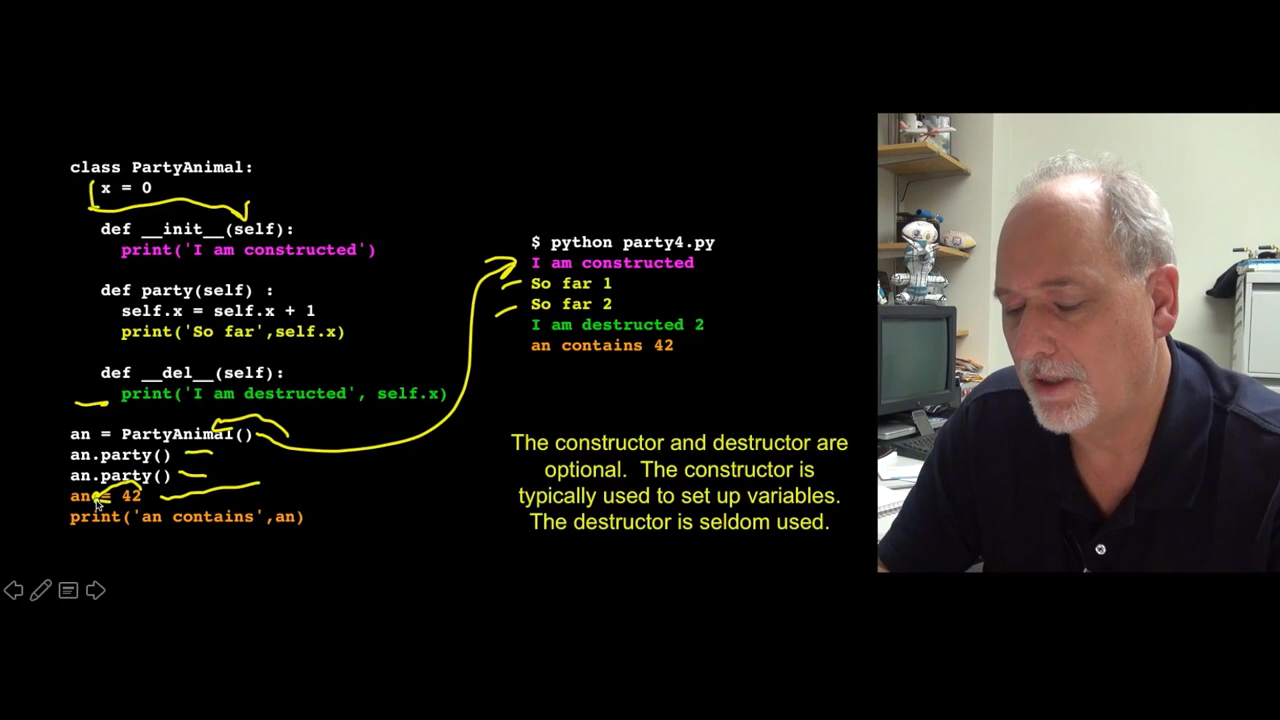 class PartyAnimal:
x = 0
def __init__(self):
print('I am constructed')
def party(self) :
self.x = self.x + 1
print('So far',self.x)
def __del__(self):
print('I am destructed', self.x)
an = PartyAnimal()
an.party()
an.party()
an = 42
print('an contains',an)
$ python party4.py
I am constructed
So far 1
So far 2
I am destructed 2
an contains 42
The constructor and destructor are
optional. The constructor is
typically used to set up variables.
The destructor is seldom used.